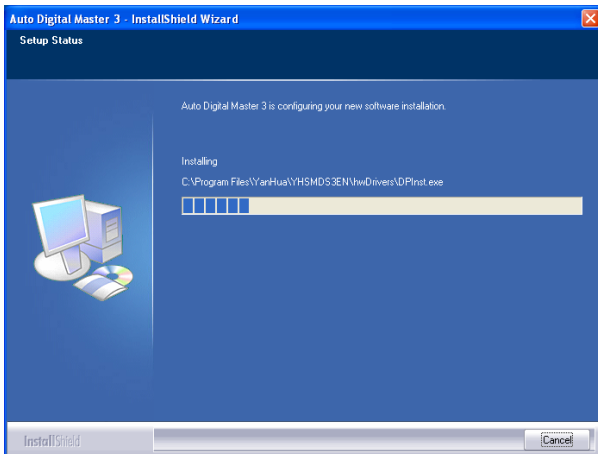 Auto Digital Master 3 - InstallShield Wizard
Setup Status
Auto Digital Master 3 is configuring your new software installation.
Installing
C:\Program Files\YanHua\YHSMDS3EN\hwDrivers\DPInst.exe
InstallShield
Cancel